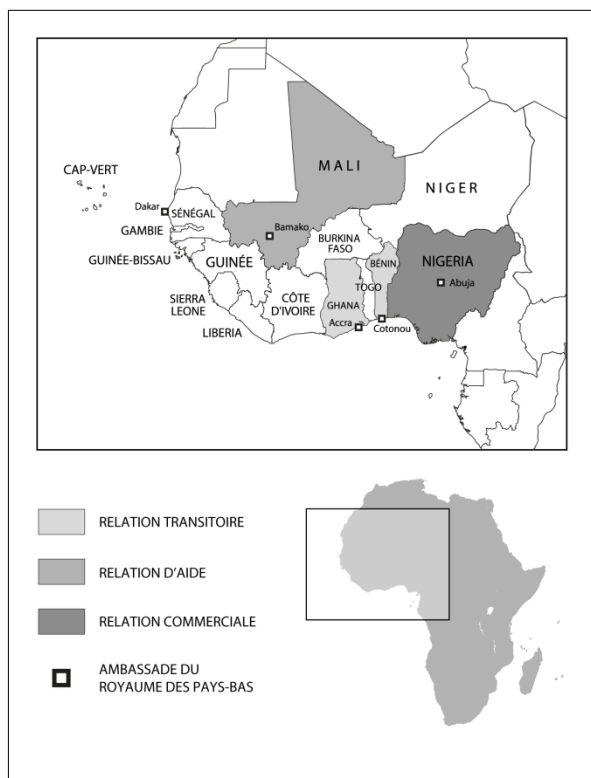 MALI
CAP-VERT
NIGER
Dakar
SÉNÉGAL
Bamako
GAMBIE
BURKINA
FASO
GUINÉE-BISSAU
GUINÉE
BÉNIN
NIGERIA
Abuja
TOGO
SIERRA
LEONE
CÔTE
D'IVOIRE
GHANA
Accra
Cotonou
LIBERIA
RELATION TRANSITOIRE
RELATION D'AIDE
RELATION COMMERCIALE
AMBASSADE DU
ROYAUME DES PAYS-BAS